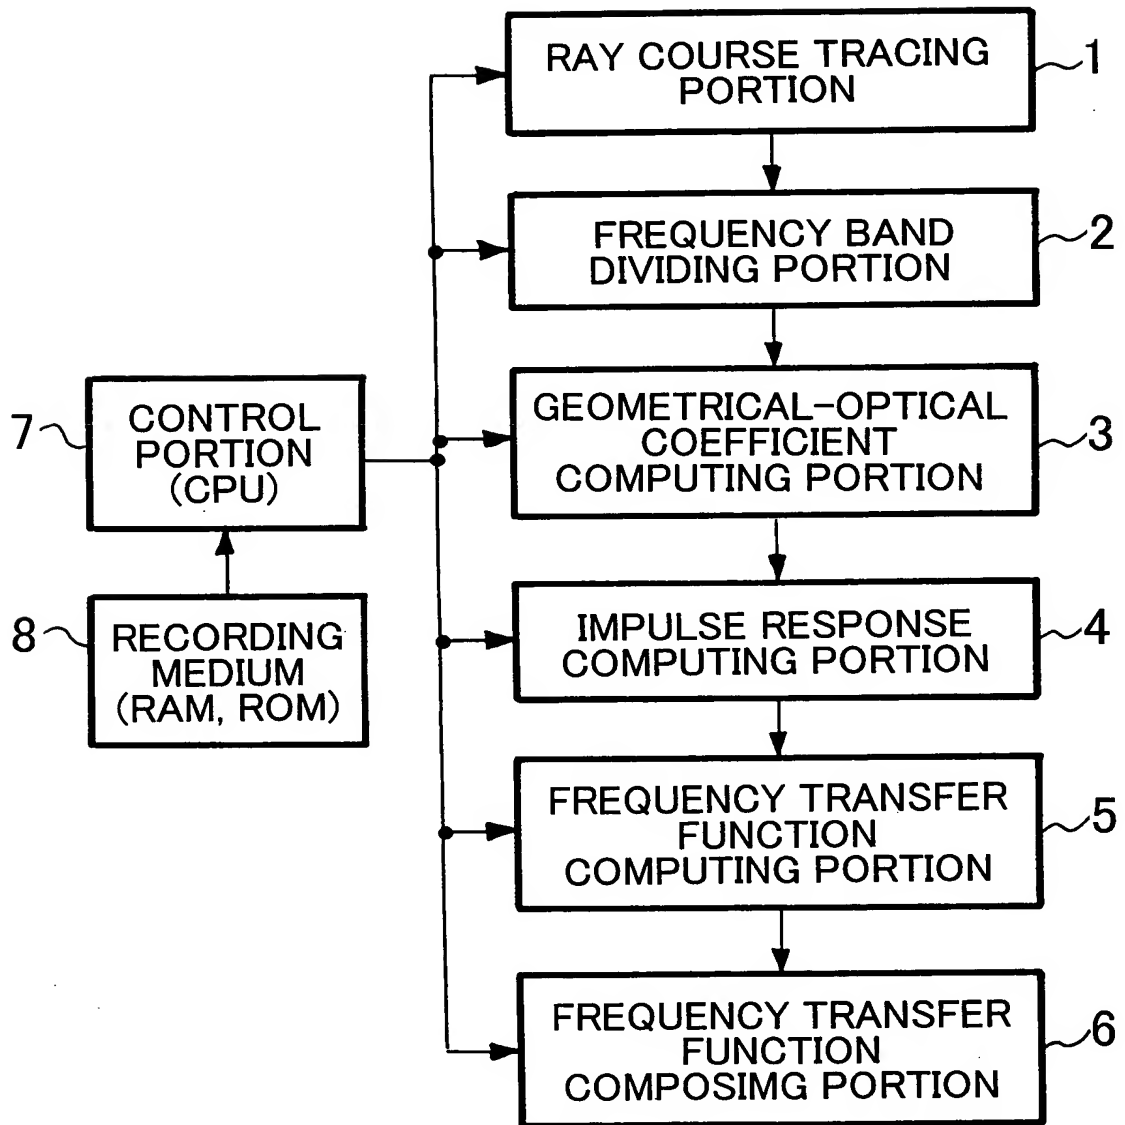 RAY COURSE TRACING
PORTION
1
FREQUENCY BAND
DIVIDING PORTION
2
GEOMETRICAL-OPTICAL
COEFFICIENT
COMPUTING PORTION
3
7
CONTROL
PORTION
(CPU)
8
RECORDING
MEDIUM
(RAM, ROM)
IMPULSE RESPONSE
COMPUTING PORTION
4
FREQUENCY TRANSFER
FUNCTION
COMPUTING PORTION
5
FREQUENCY TRANSFER
FUNCTION
COMPOSIMG PORTION
6